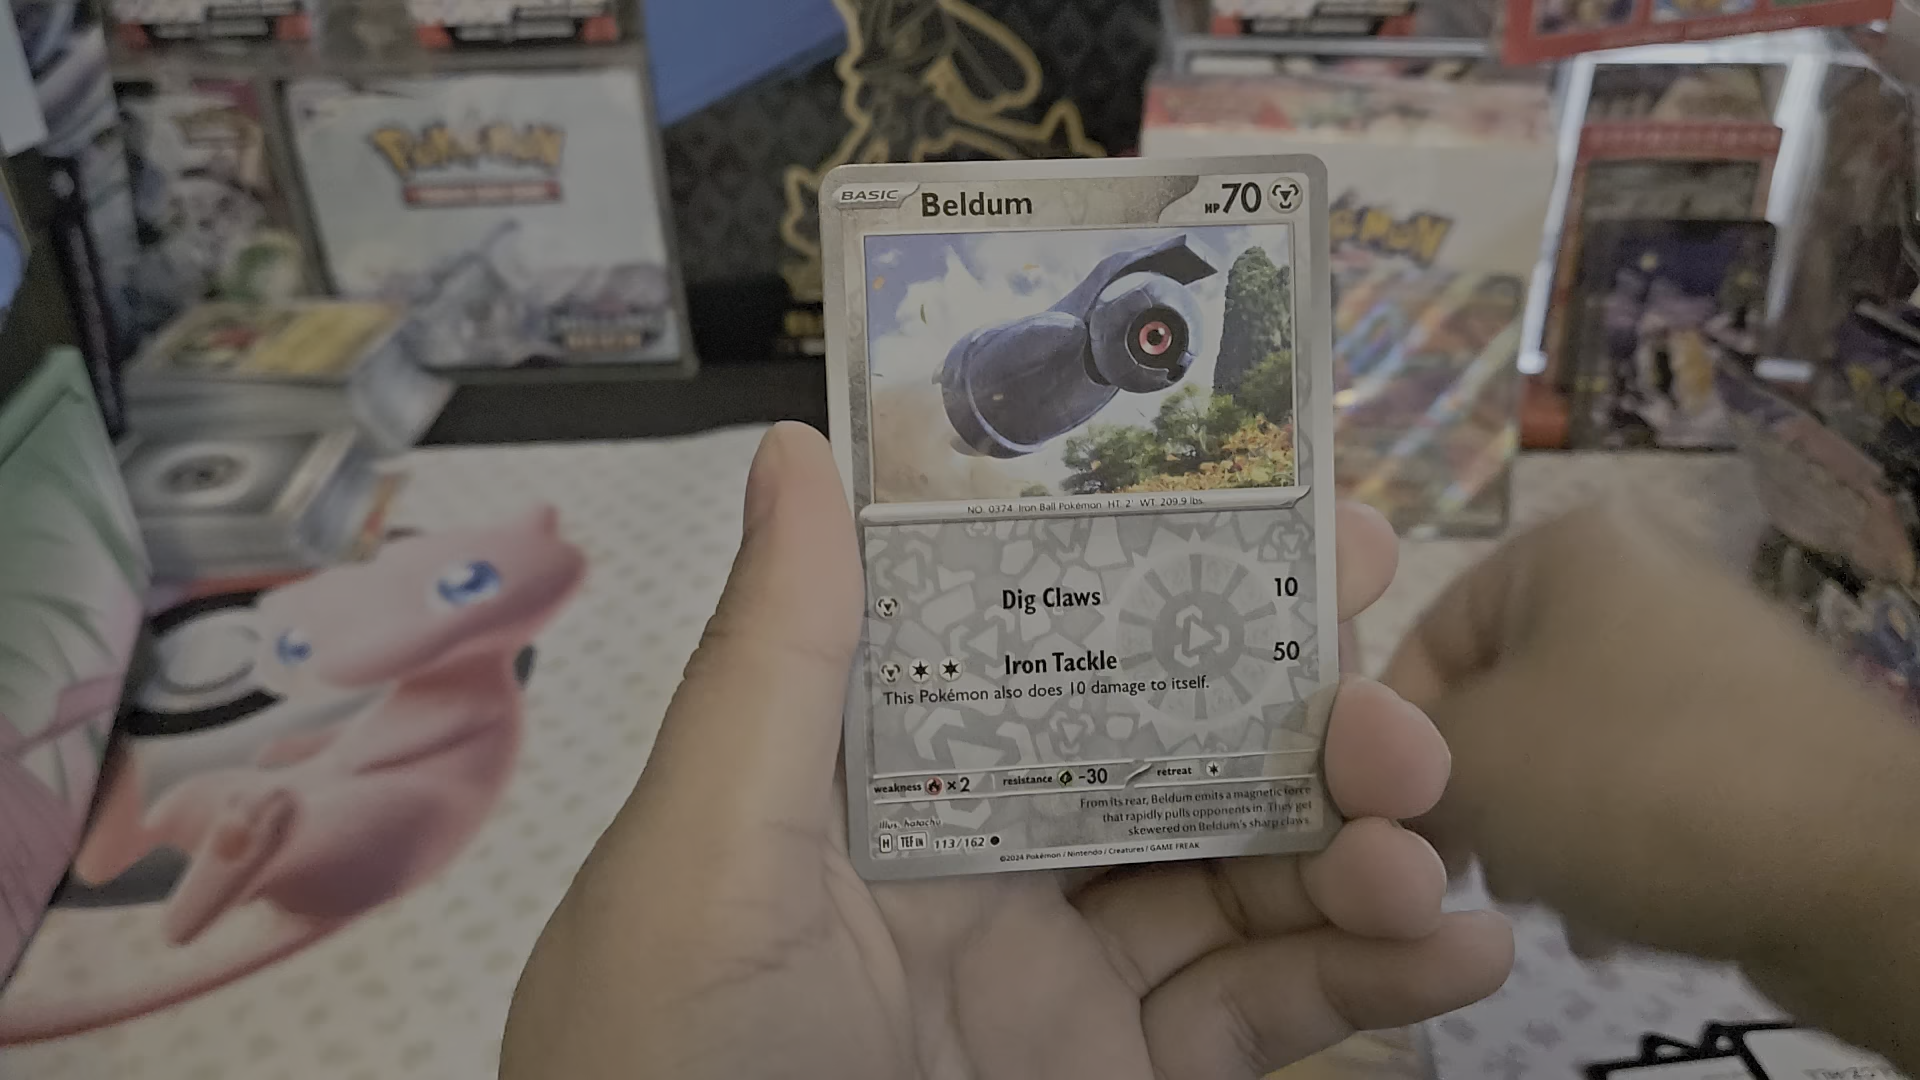 POKÉMON
POKÉMON
BASIC Beldum HP 70
NO. 0374 Iron Ball Pokémon HT. 2' WT. 209.9 lbs.
Dig Claws 10
Iron Tackle 50
This Pokémon also does 10 damage to itself.
weakness ×2 resistance -30 retreat
From its rear, Beldum emits a magnetic force
that rapidly pulls opponents in. They get
skewered on Beldum's sharp claws.
Illus. hatachu
H TEF EN 113/162
©2024 Pokémon / Nintendo / Creatures / GAME FREAK